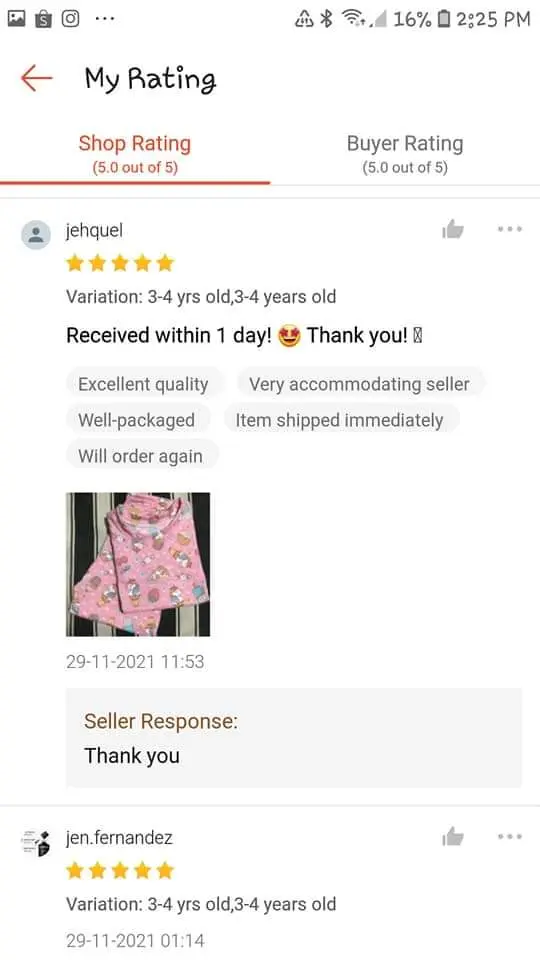 16% 2:25 PM
My Rating
Shop Rating Buyer Rating
(5.0 out of 5) (5.0 out of 5)
jehquel
Variation: 3-4 yrs old,3-4 years old
Received within 1 day! 🤩 Thank you!
Excellent quality Very accommodating seller
Well-packaged Item shipped immediately
Will order again
29-11-2021 11:53
Seller Response:
Thank you
jen.fernandez
Variation: 3-4 yrs old,3-4 years old
29-11-2021 01:14